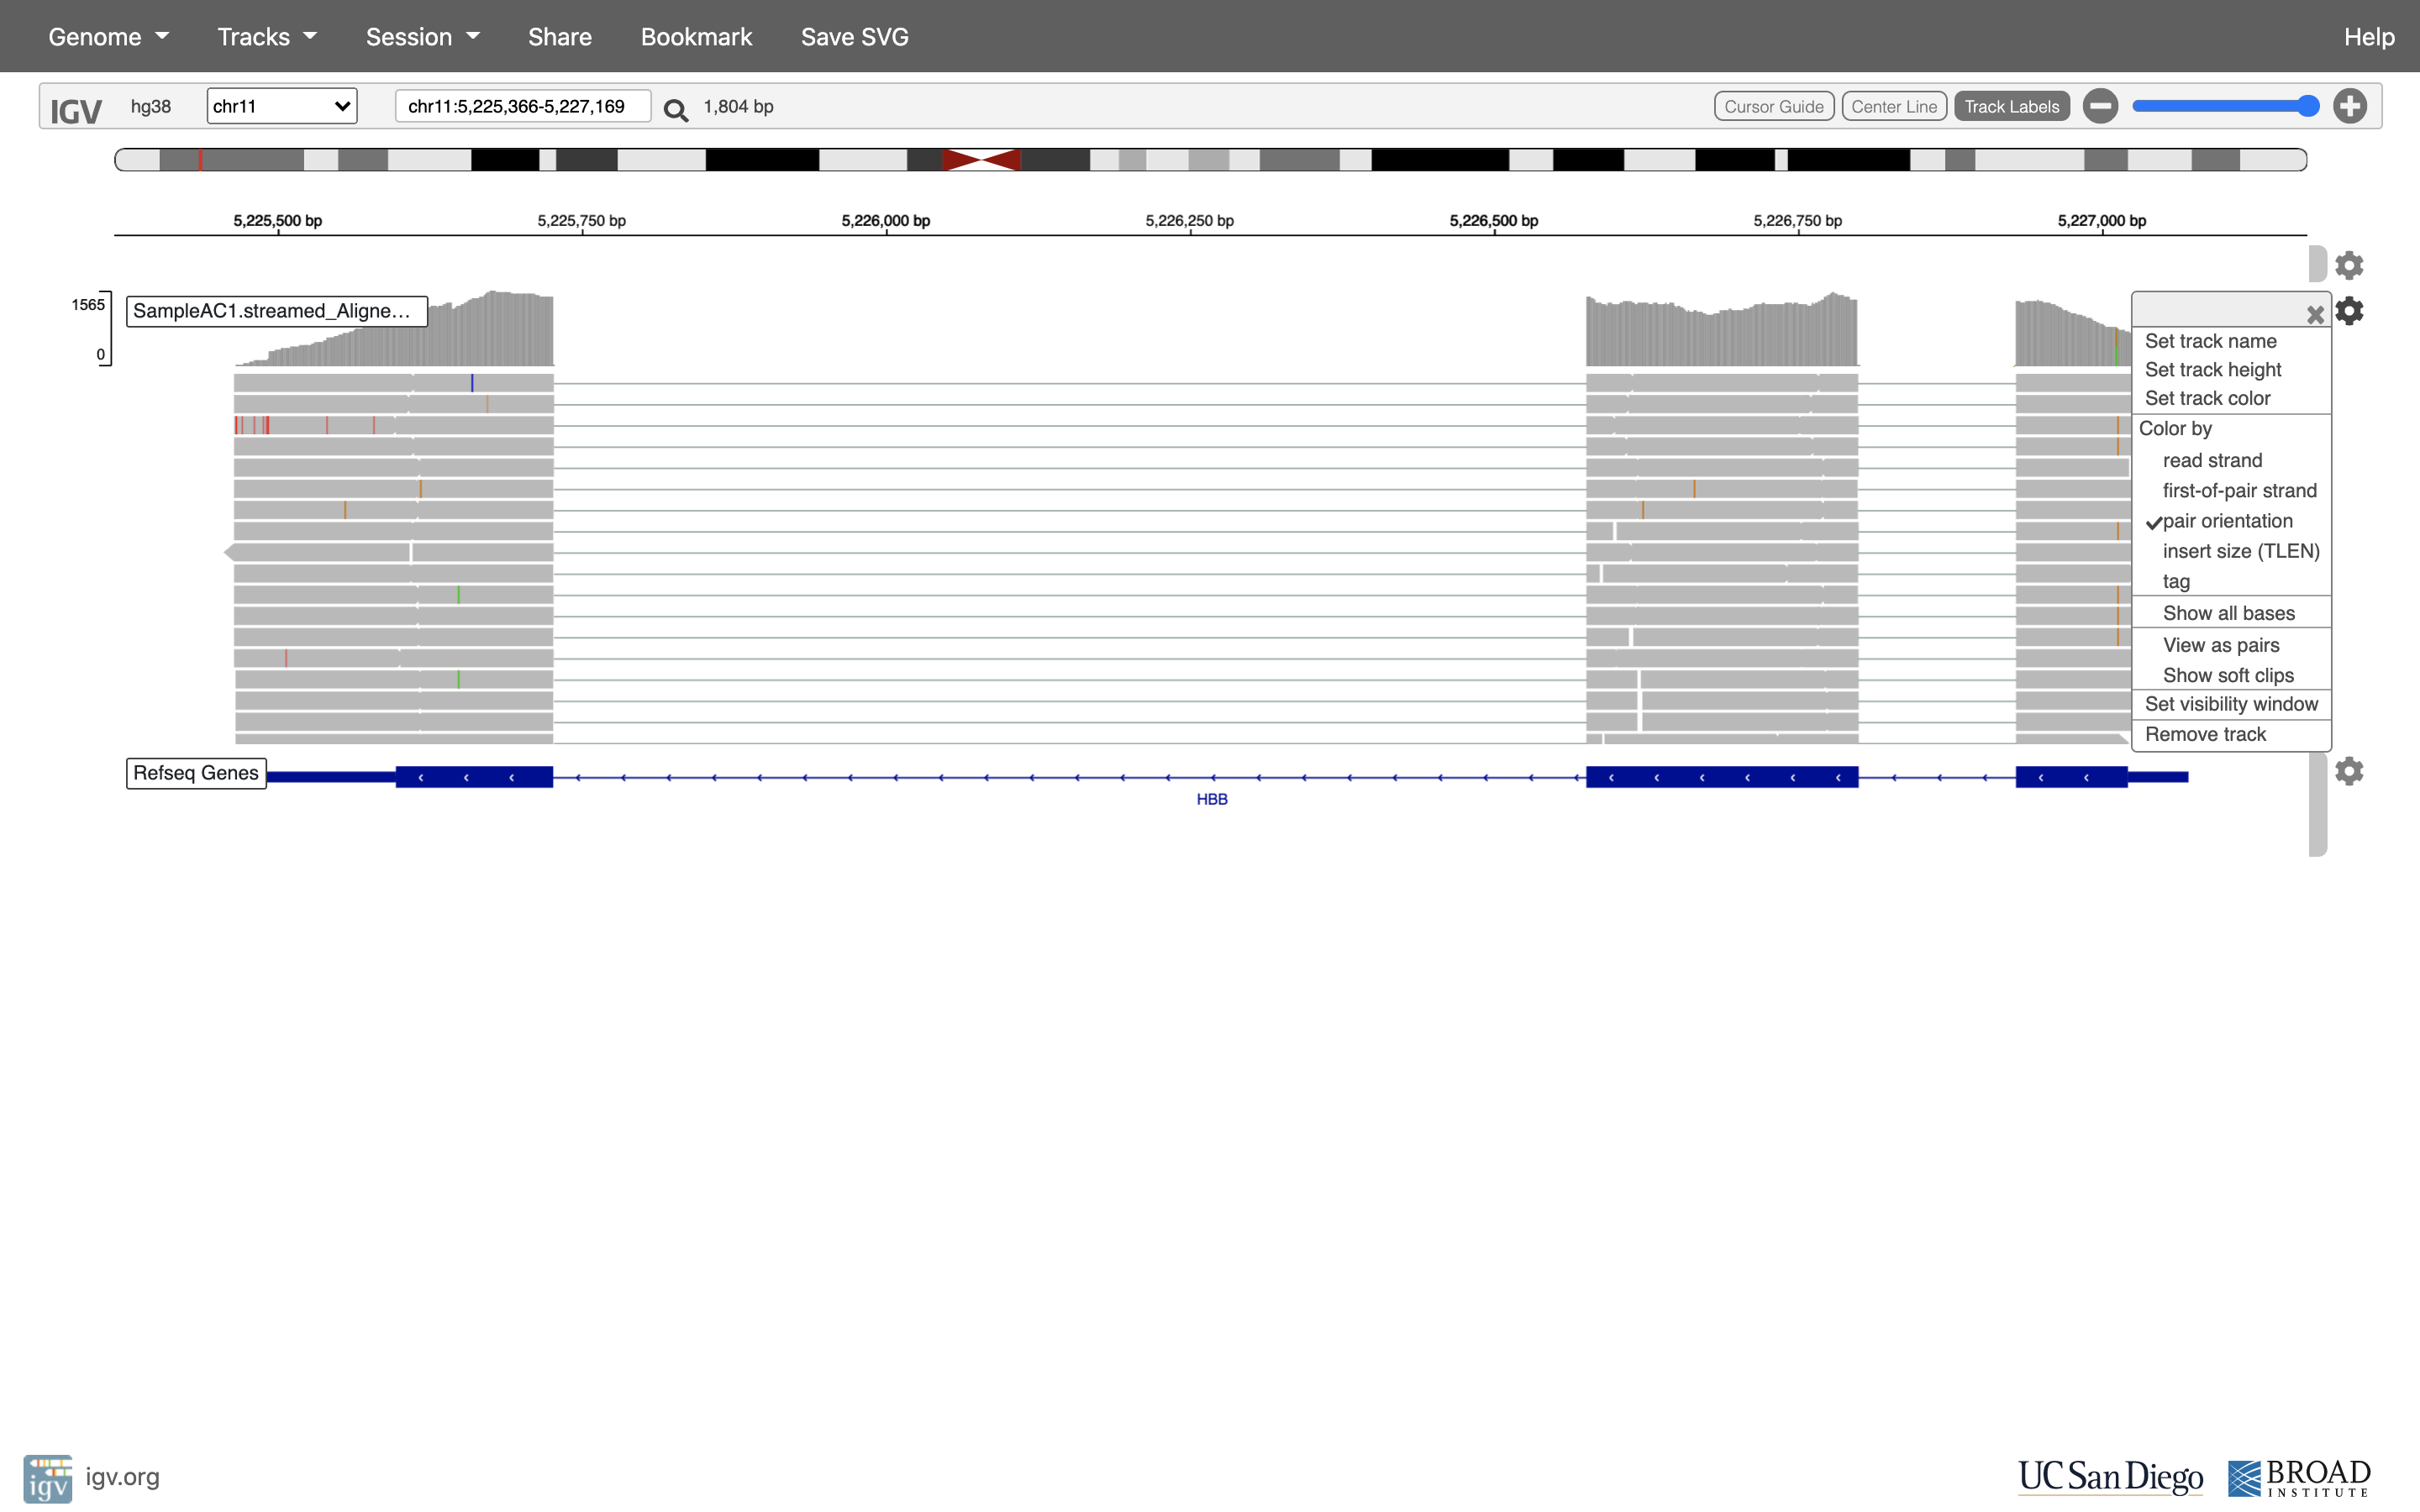 Genome Tracks Session Share Bookmark Save SVG Help
IGV hg38 chr11 chr11:5,225,366-5,227,169 1,804 bp Cursor Guide Center Line Track Labels
5,225,500 bp 5,225,750 bp 5,226,000 bp 5,226,250 bp 5,226,500 bp 5,226,750 bp 5,227,000 bp
1565
SampleAC1.streamed_Aligne...
0
Set track name
Set track height
Set track color
Color by
read strand
first-of-pair strand
pair orientation
insert size (TLEN)
tag
Show all bases
View as pairs
Show soft clips
Set visibility window
Remove track
Refseq Genes
HBB
igv igv.org
UC San Diego
BROAD
INSTITUTE